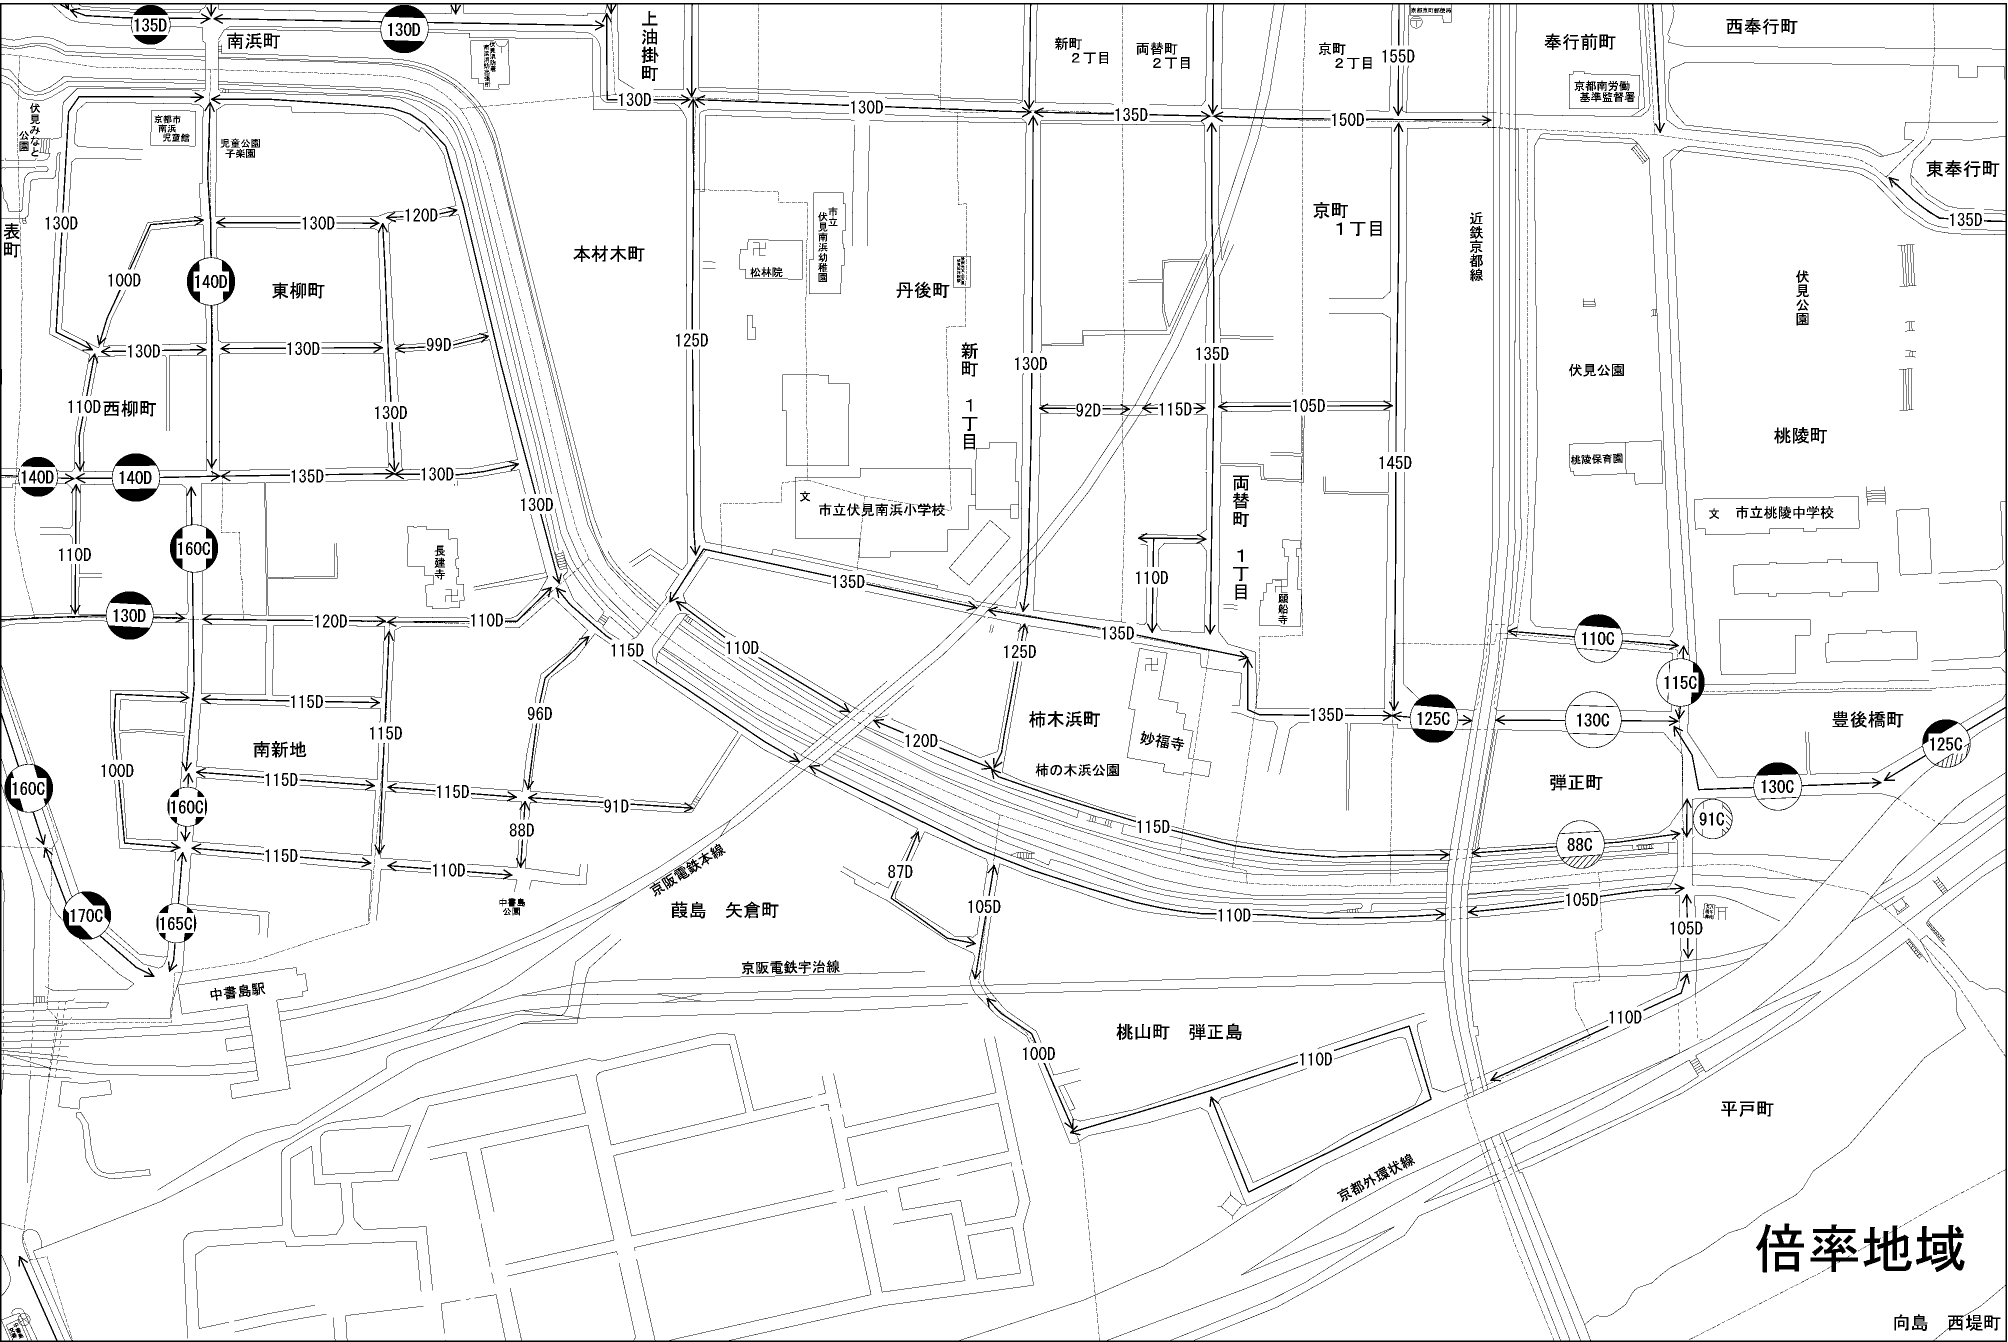 135D
130D
南浜町
上油掛町
新町
2丁目
両替町
2丁目
京町
2丁目
155D
奉行前町
西奉行町
京都南労働
基準監督署
伏見みなと
公園
京都市
南浜
児童館
児童公園
子楽園
130D
130D
135D
150D
東奉行町
135D
表町
130D
130D
120D
100D
140D
東柳町
本材木町
松林院
市立
伏見南浜幼稚園
丹後町
京町
1丁目
近鉄京都線
伏見公園
130D
130D
99D
125D
新町 1丁目
130D
135D
伏見公園
110D
西柳町
130D
92D
115D
105D
桃陵町
140D
140D
135D
130D
145D
桃陵保育園
130D
文
市立伏見南浜小学校
両替町 1丁目
文 市立桃陵中学校
110D
160C
長建寺
135D
110D
願船寺
130D
120D
110D
115D
110D
125D
135D
110C
115C
115D
96D
115D
柿木浜町
妙福寺
135D
125C
130C
豊後橋町
125C
南新地
100D
160C
160C
115D
115D
91D
120D
柿の木浜公園
弾正町
130C
91C
88D
115D
88C
115D
110D
京阪電鉄本線
87D
中書島
公園
葭島 矢倉町
105D
110D
105D
105D
170C
165C
中書島駅
京阪電鉄宇治線
100D
桃山町 弾正島
110D
110D
平戸町
京都外環状線
倍率地域
向島 西堤町